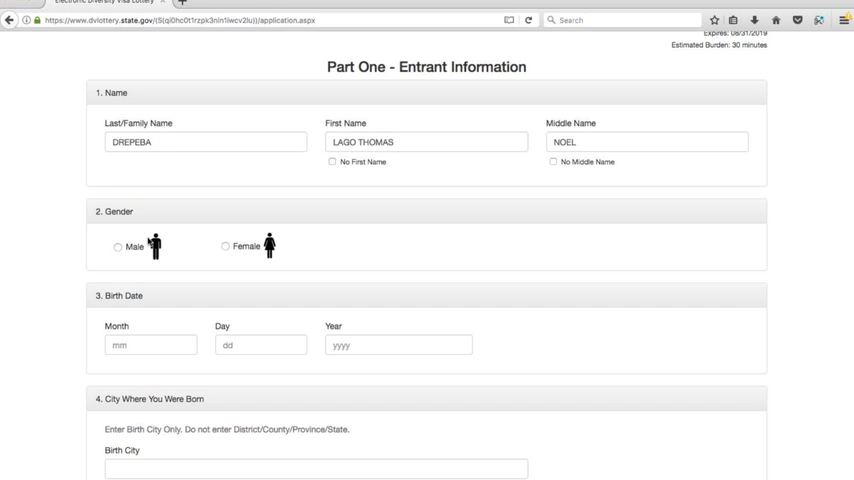 Electronic Diversity Visa Lottery
https://www.dvlottery.state.gov/(S(qi0hc0t1rzpk3nin1iwcv2lu))/application.aspx
Search
Expires: 08/31/2019
Estimated Burden: 30 minutes
Part One - Entrant Information
1. Name
Last/Family Name First Name Middle Name
DREPEBA LAGO THOMAS NOEL
No First Name No Middle Name
2. Gender
Male Female
3. Birth Date
Month Day Year
mm dd yyyy
4. City Where You Were Born
Enter Birth City Only. Do not enter District/County/Province/State.
Birth City